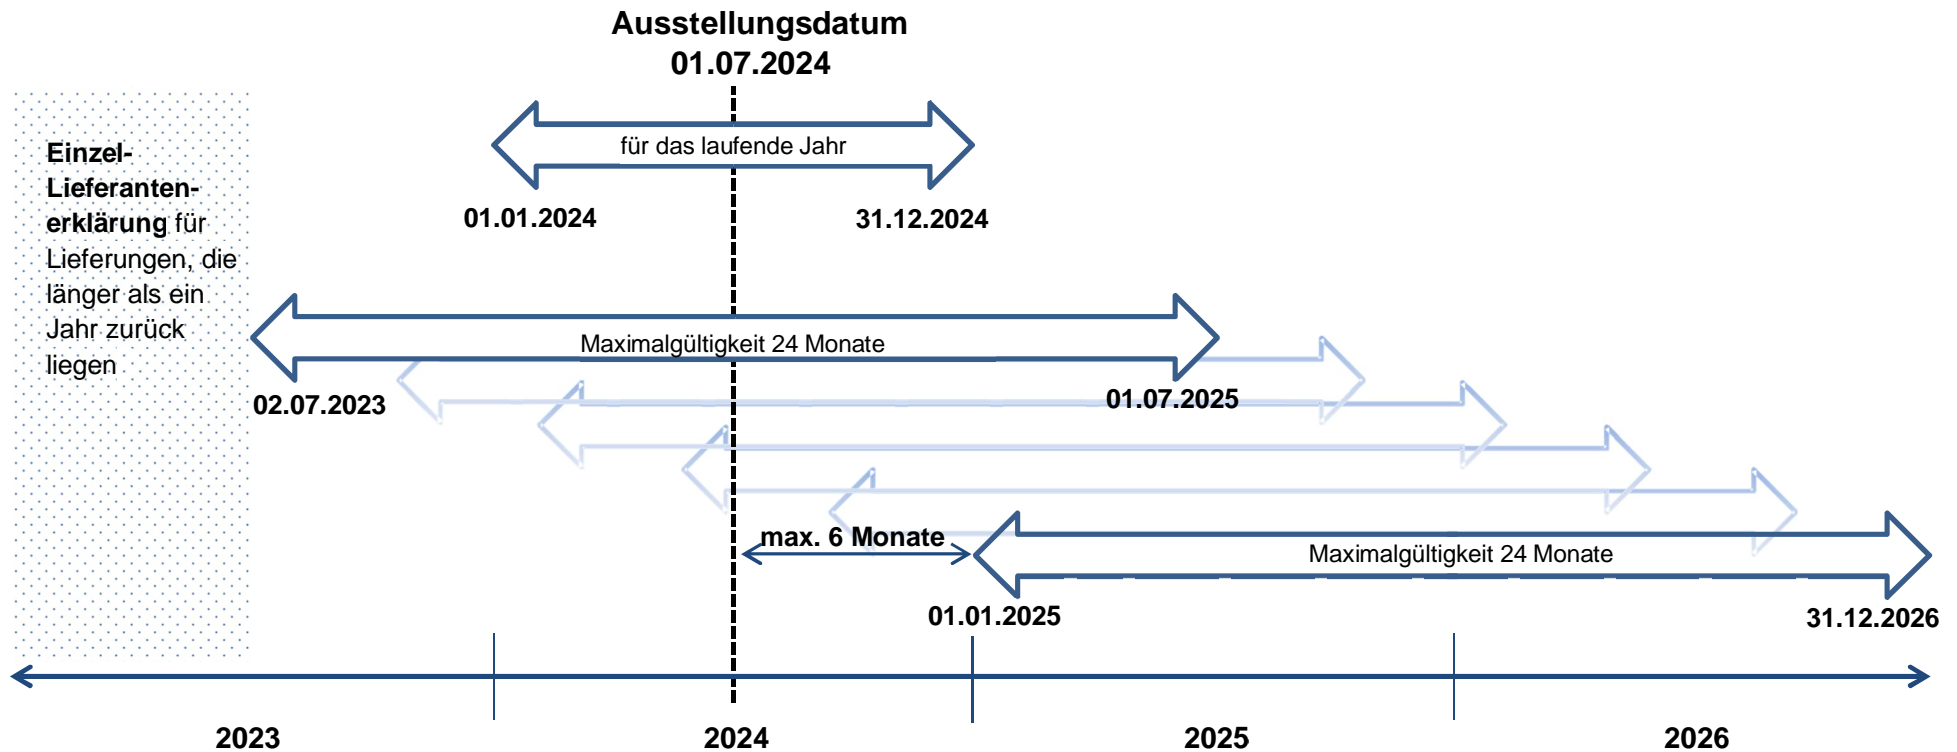 Ausstellungsdatum
01.07.2024
für das laufende Jahr
01.01.2024
31.12.2024
Einzel-
Lieferanten-
erklärung für
Lieferungen, die
länger als ein
Jahr zurück
liegen
Maximalgültigkeit 24 Monate
02.07.2023
01.07.2025
max. 6 Monate
Maximalgültigkeit 24 Monate
01.01.2025
31.12.2026
2023
2024
2025
2026